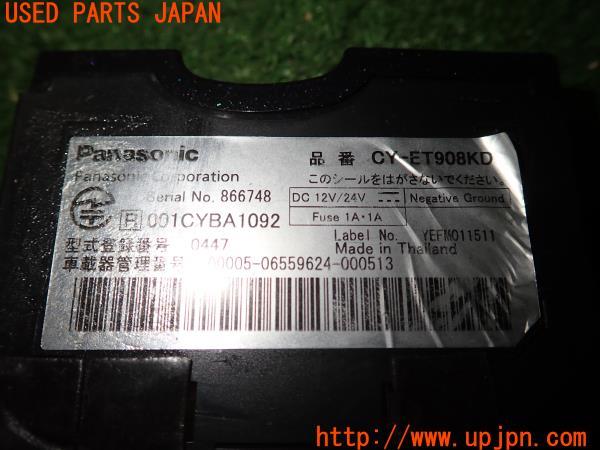 USED PARTS JAPAN
Panasonic 品番 CY-ET908KD
Panasonic Corporation このシールをはがさないでください。
Serial No. 866748 DC 12V/24V Negative Ground
R 001CYBA1092 Fuse 1A・1A
Label No. YEFM011511
型式登録番号 0447 Made in Thailand
車載器管理番号 00005-06559624-000513
UPJ
http://www.upjpn.com/